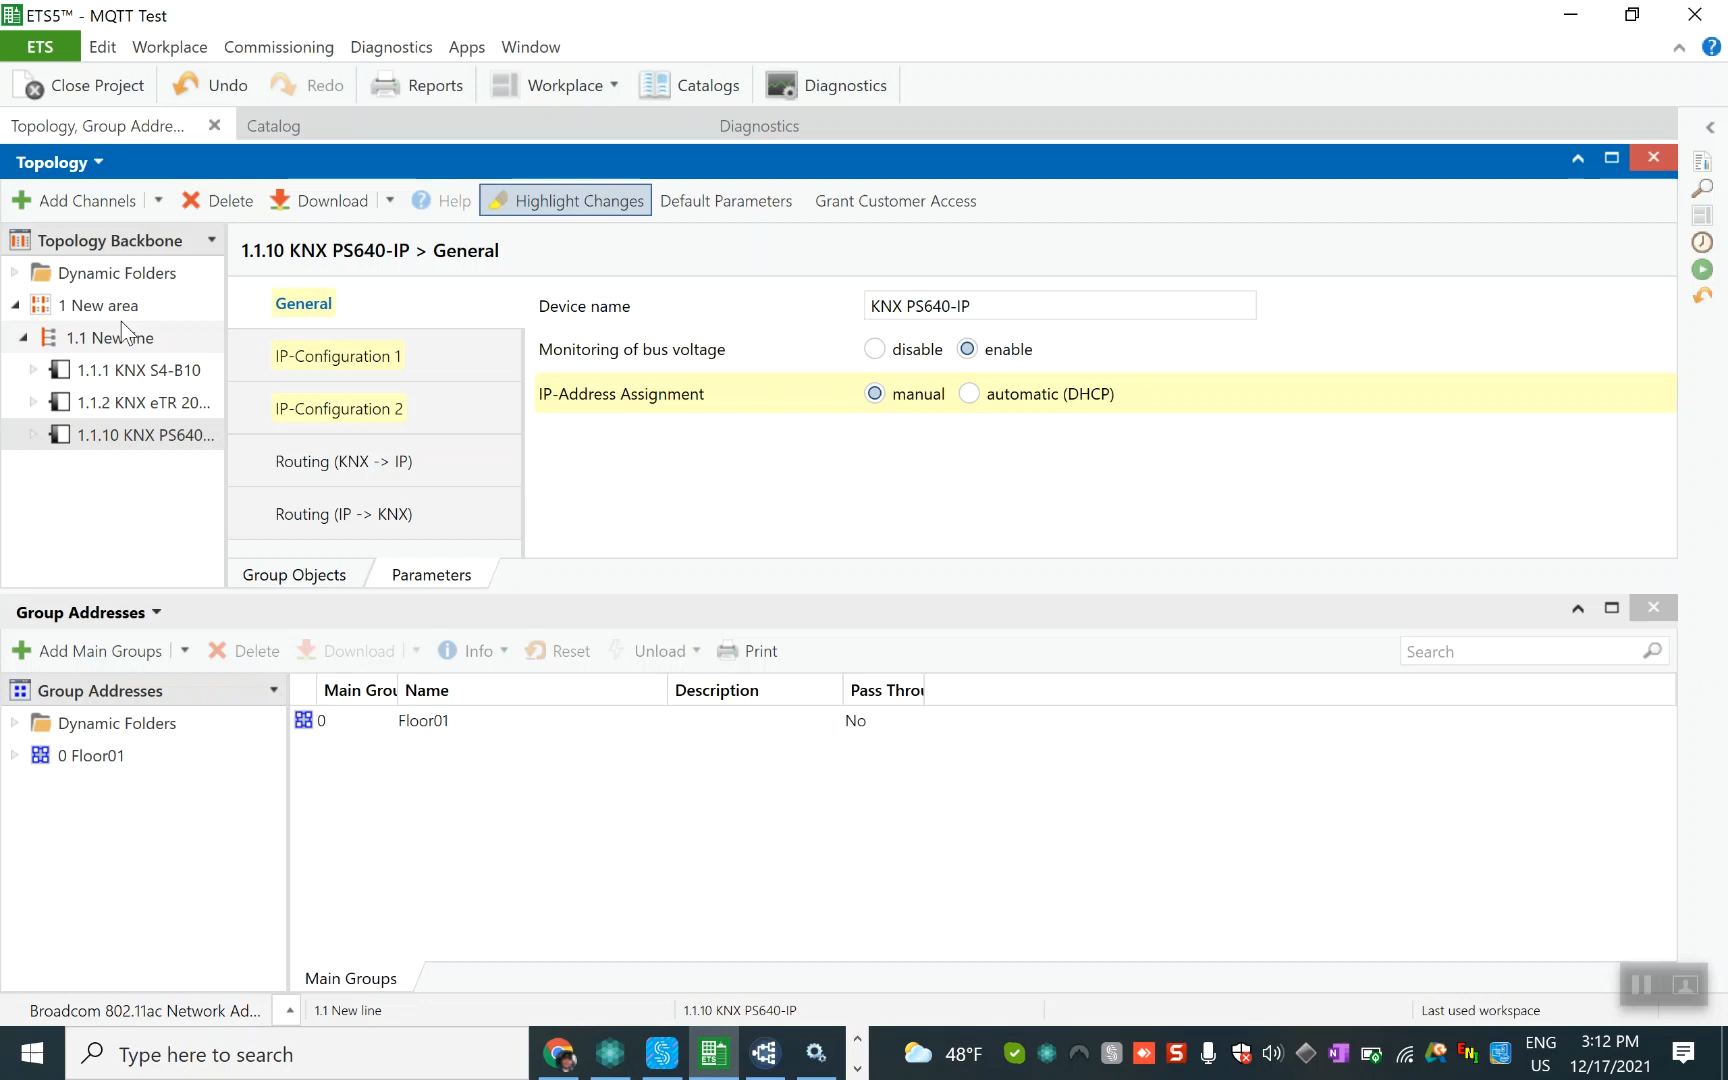 ETS5™ - MQTT Test
ETS Edit Workplace Commissioning Diagnostics Apps Window
Close Project Undo Redo Reports Workplace Catalogs Diagnostics
Topology, Group Addre... Catalog Diagnostics
Topology
Add Channels Delete Download Help Highlight Changes Default Parameters Grant Customer Access
Topology Backbone
1.1.10 KNX PS640-IP > General
Dynamic Folders
1 New area
1.1 New line
1.1.1 KNX S4-B10
1.1.2 KNX eTR 20...
1.1.10 KNX PS640...
General
IP-Configuration 1
IP-Configuration 2
Routing (KNX -> IP)
Routing (IP -> KNX)
Device name KNX PS640-IP
Monitoring of bus voltage disable enable
IP-Address Assignment manual automatic (DHCP)
Group Objects Parameters
Group Addresses
Add Main Groups Delete Download Info Reset Unload Print Search
Group Addresses
Dynamic Folders
0 Floor01
Main Grou Name Description Pass Throu
0 Floor01 No
Main Groups
Broadcom 802.11ac Network Ad... 1.1 New line 1.1.10 KNX PS640-IP Last used workspace
Type here to search
48°F
ENG
US
3:12 PM
12/17/2021